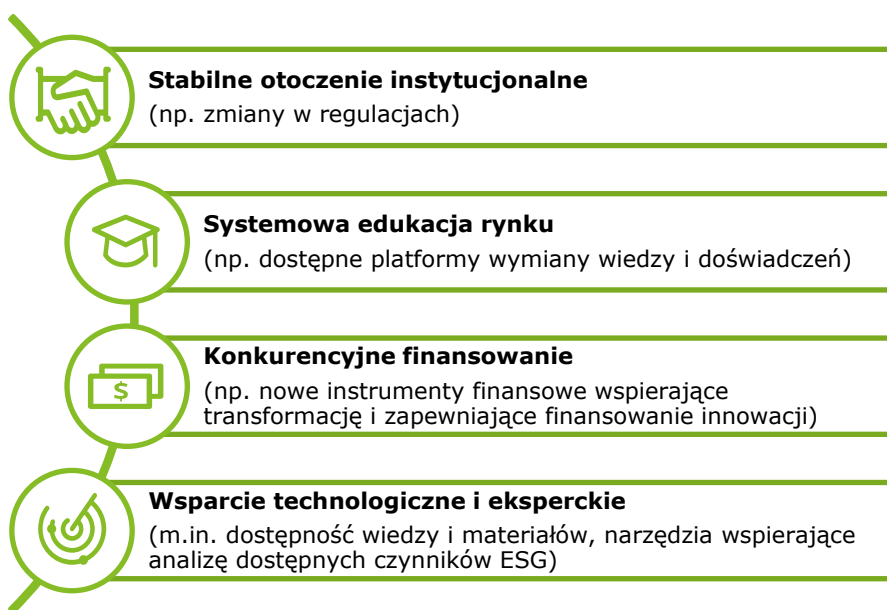 Stabilne otoczenie instytucjonalne
(np. zmiany w regulacjach)
Systemowa edukacja rynku
(np. dostępne platformy wymiany wiedzy i doświadczeń)
Konkurencyjne finansowanie
(np. nowe instrumenty finansowe wspierające
transformację i zapewniające finansowanie innowacji)
$
Wsparcie technologiczne i eksperckie
(m.in. dostępność wiedzy i materiałów, narzędzia wspierające
analizę dostępnych czynników ESG)